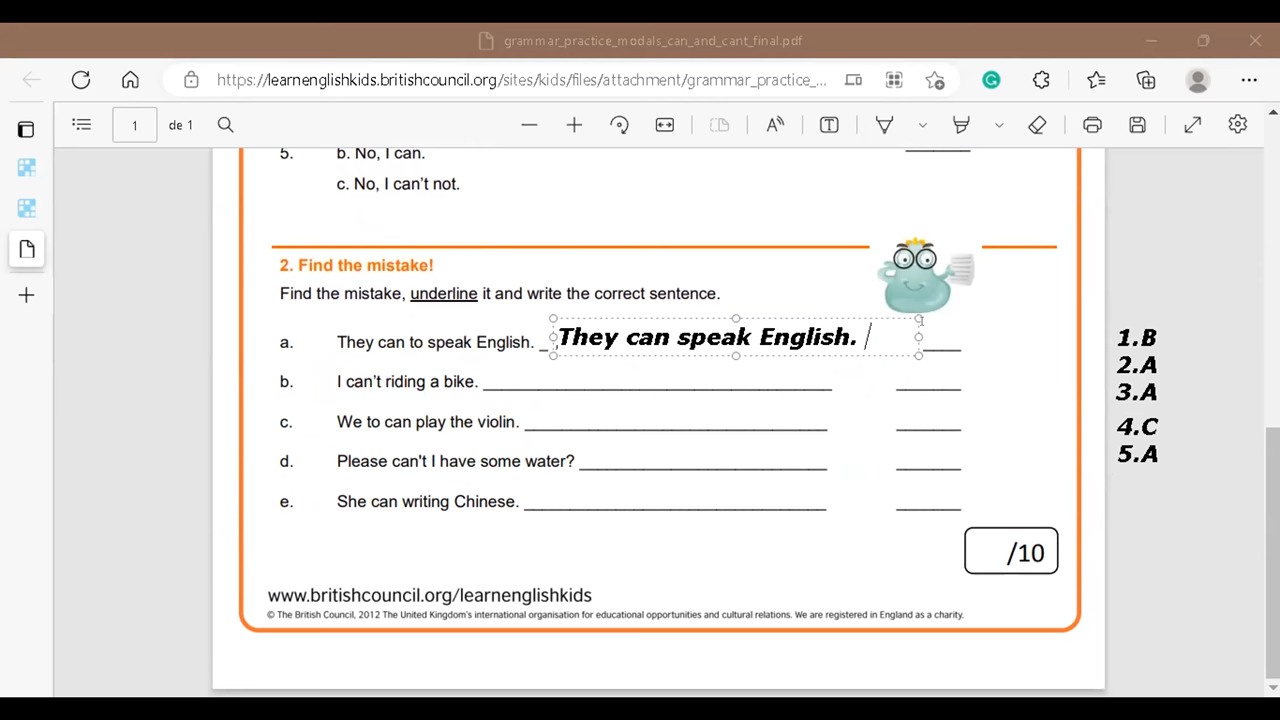 grammar_practice_modals_can_and_cant_final.pdf
https://learnenglishkids.britishcouncil.org/sites/kids/files/attachment/grammar_practice_...
1 de 1
5. b. No, I can. ________
c. No, I can't not.
2. Find the mistake!
Find the mistake, underline it and write the correct sentence.
a. They can to speak English. They can speak English.
b. I can't riding a bike.
c. We to can play the violin.
d. Please can't I have some water?
e. She can writing Chinese.
/10
www.britishcouncil.org/learnenglishkids
© The British Council, 2012 The United Kingdom's international organisation for educational opportunities and cultural relations. We are registered in England as a charity.
1.B
2.A
3.A
4.C
5.A